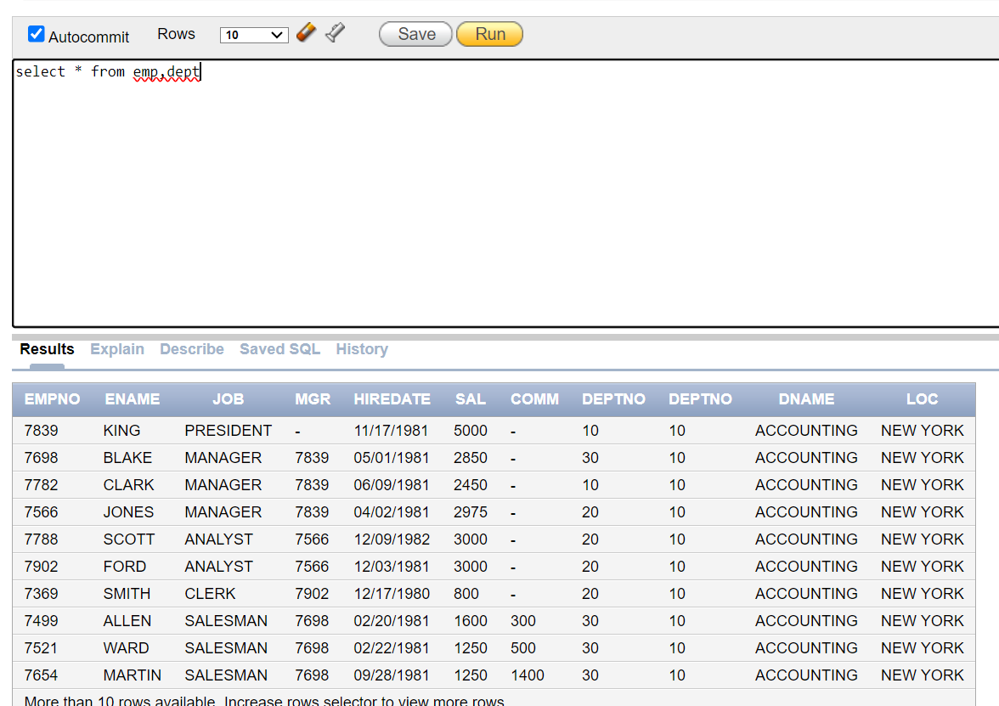 Autocommit Rows 10 Save Run
select * from emp,dept
Results Explain Describe Saved SQL History
EMPNO ENAME JOB MGR HIREDATE SAL COMM DEPTNO DEPTNO DNAME LOC
7839 KING PRESIDENT - 11/17/1981 5000 - 10 10 ACCOUNTING NEW YORK
7698 BLAKE MANAGER 7839 05/01/1981 2850 - 30 10 ACCOUNTING NEW YORK
7782 CLARK MANAGER 7839 06/09/1981 2450 - 10 10 ACCOUNTING NEW YORK
7566 JONES MANAGER 7839 04/02/1981 2975 - 20 10 ACCOUNTING NEW YORK
7788 SCOTT ANALYST 7566 12/09/1982 3000 - 20 10 ACCOUNTING NEW YORK
7902 FORD ANALYST 7566 12/03/1981 3000 - 20 10 ACCOUNTING NEW YORK
7369 SMITH CLERK 7902 12/17/1980 800 - 20 10 ACCOUNTING NEW YORK
7499 ALLEN SALESMAN 7698 02/20/1981 1600 300 30 10 ACCOUNTING NEW YORK
7521 WARD SALESMAN 7698 02/22/1981 1250 500 30 10 ACCOUNTING NEW YORK
7654 MARTIN SALESMAN 7698 09/28/1981 1250 1400 30 10 ACCOUNTING NEW YORK
More than 10 rows available. Increase rows selector to view more rows.